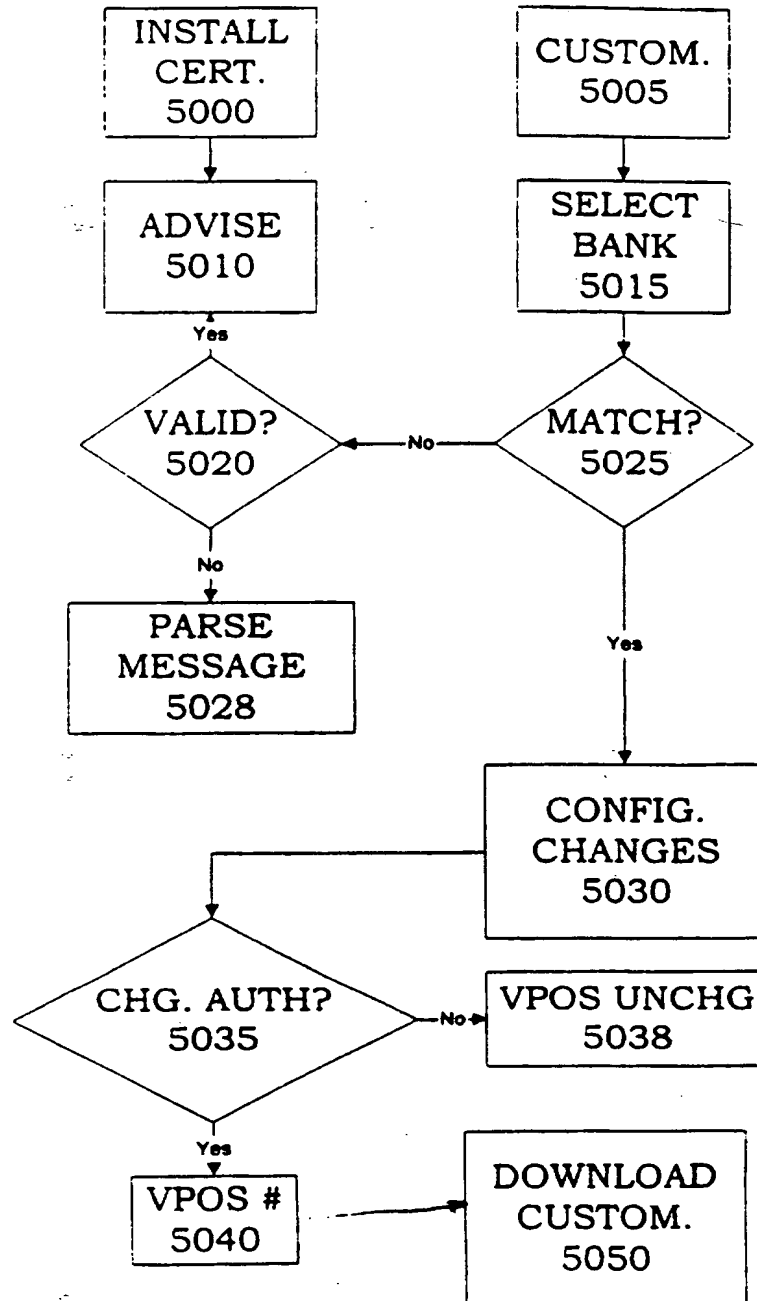 INSTALL
CERT.
5000
CUSTOM.
5005
ADVISE
5010
SELECT
BANK
5015
Yes
VALID?
5020
No
MATCH?
5025
No
PARSE
MESSAGE
5028
Yes
CONFIG.
CHANGES
5030
CHG. AUTH?
5035
No
VPOS UNCHG
5038
Yes
VPOS #
5040
DOWNLOAD
CUSTOM.
5050